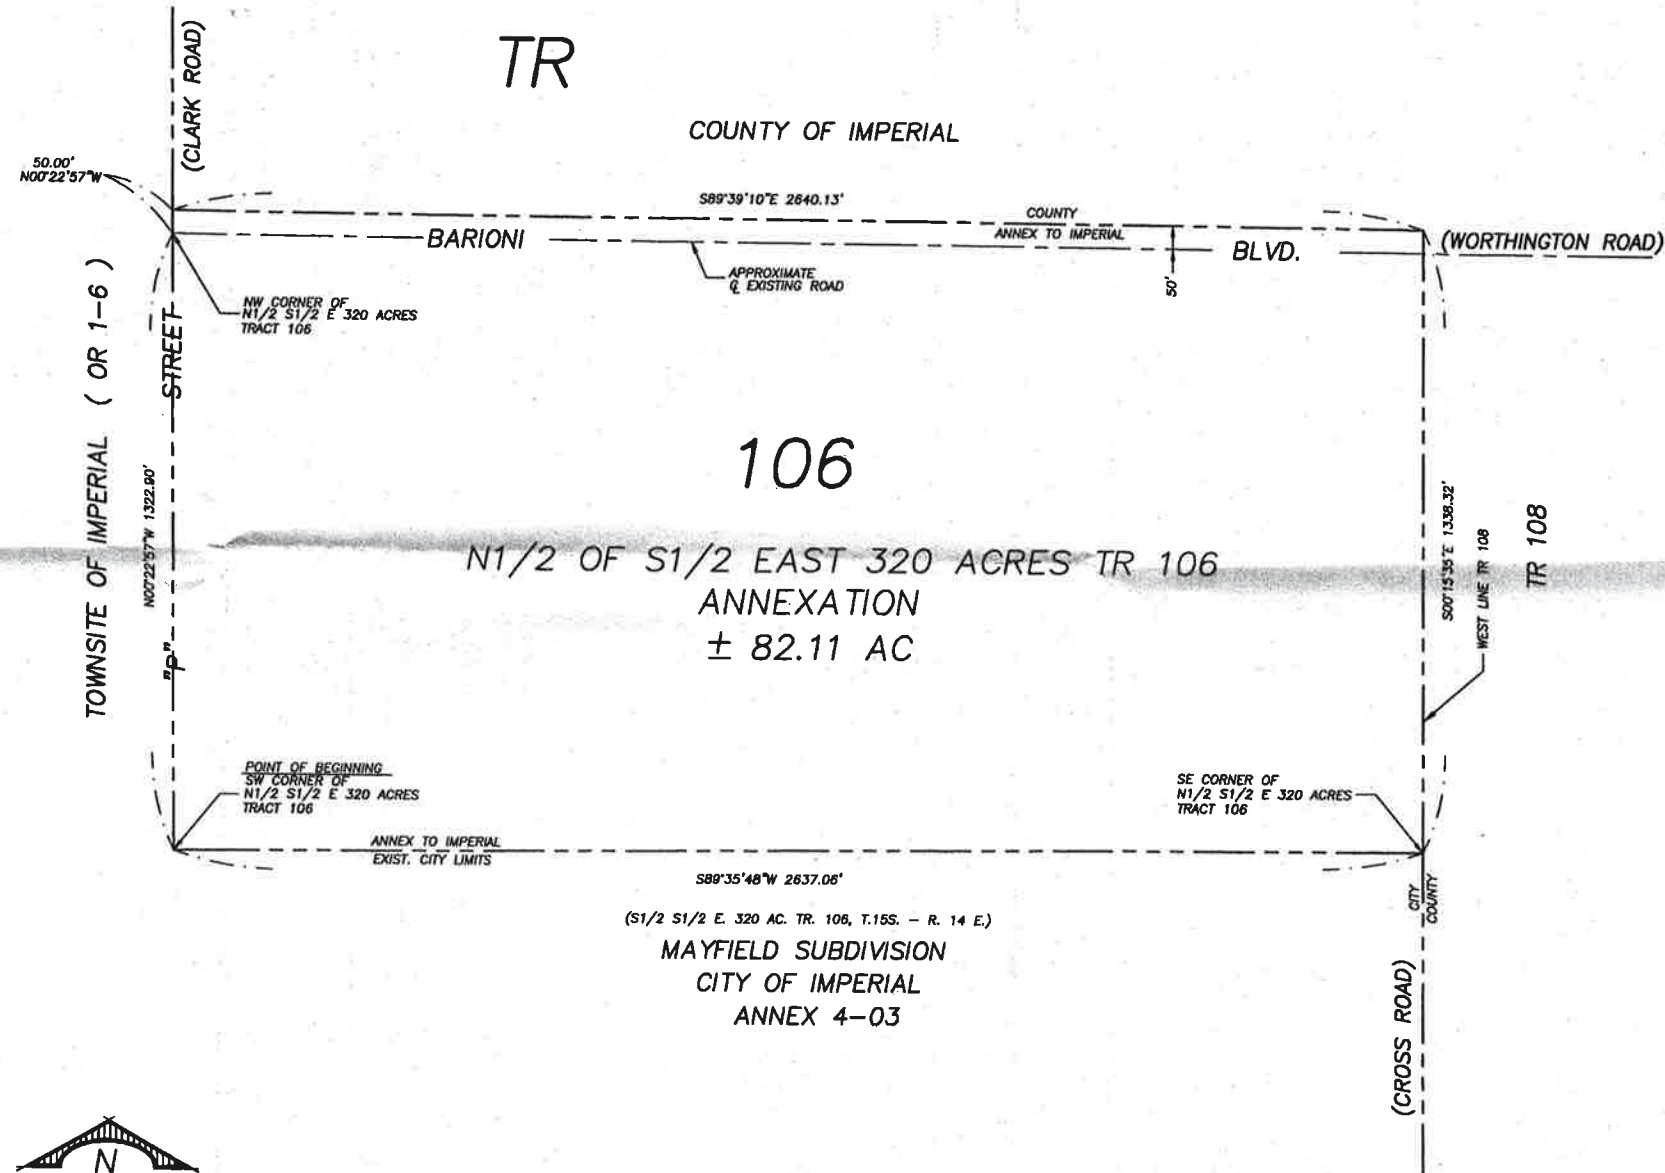 TR
(CLARK ROAD)
COUNTY OF IMPERIAL
50.00'
N00°22'57"W
S89°39'10"E 2640.13'
COUNTY
ANNEX TO IMPERIAL
BARIONI
BLVD.
(WORTHINGTON ROAD)
APPROXIMATE
℄ EXISTING ROAD
50'
NW CORNER OF
N1/2 S1/2 E 320 ACRES
TRACT 106
TOWNSITE OF IMPERIAL ( OR 1-6 )
"P" STREET
N00°22'57"W 1322.90'
106
N1/2 OF S1/2 EAST 320 ACRES TR 106
ANNEXATION
± 82.11 AC
S00°15'35"E 1338.32'
WEST LINE TR 108
TR 108
POINT OF BEGINNING
SW CORNER OF
N1/2 S1/2 E 320 ACRES
TRACT 106
SE CORNER OF
N1/2 S1/2 E 320 ACRES
TRACT 106
ANNEX TO IMPERIAL
EXIST. CITY LIMITS
S89°35'48"W 2637.06'
CITY
COUNTY
(S1/2 S1/2 E. 320 AC. TR. 106, T.15S. - R. 14 E.)
MAYFIELD SUBDIVISION
CITY OF IMPERIAL
ANNEX 4-03
(CROSS ROAD)
N